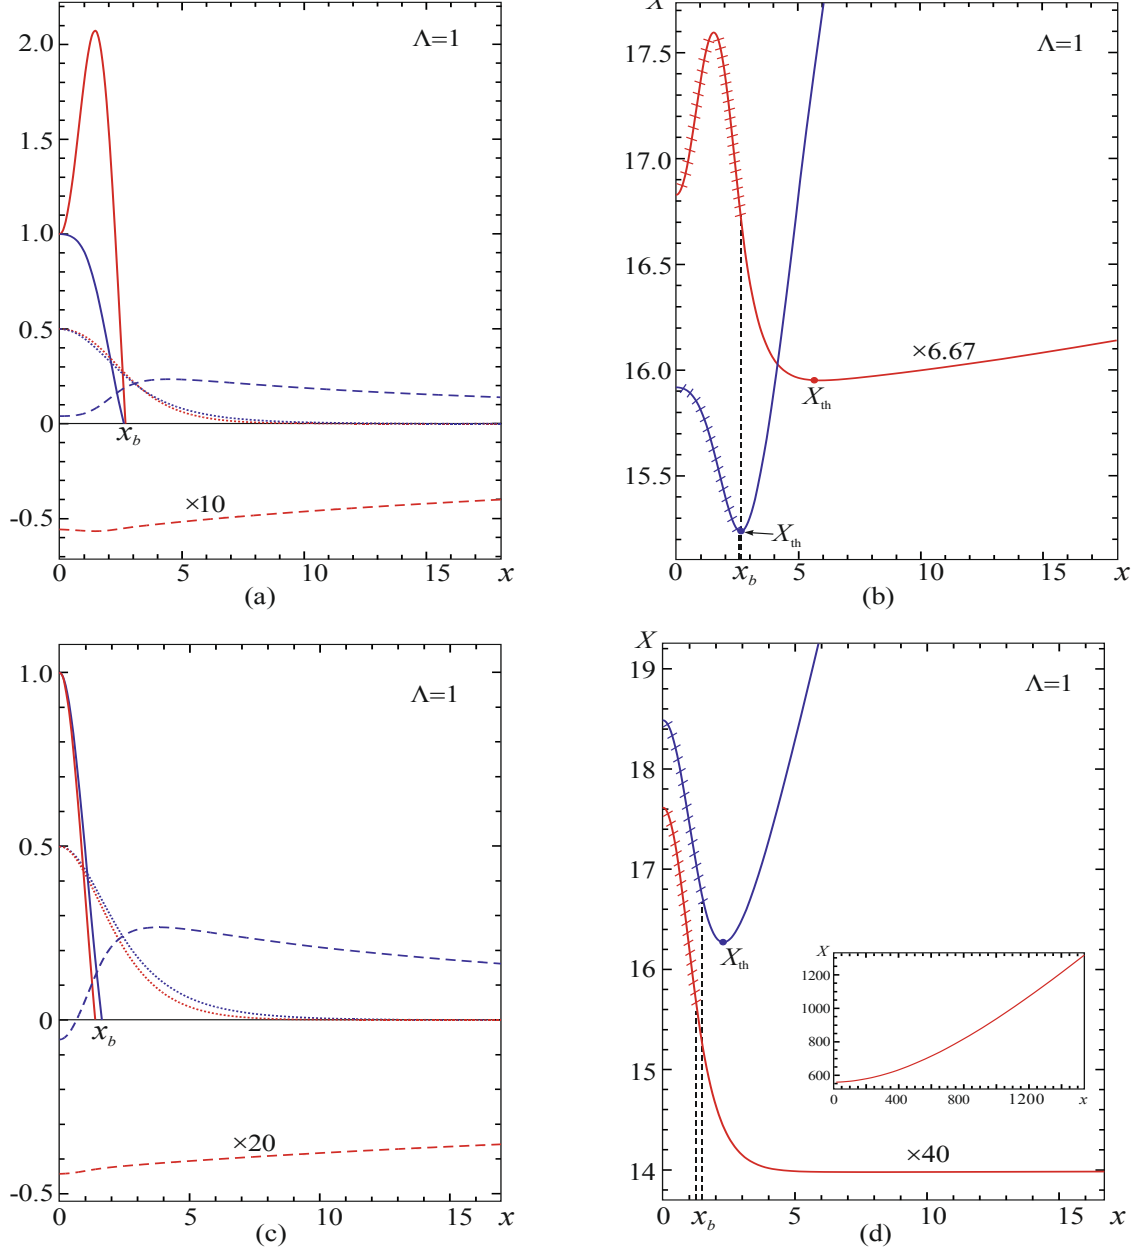 Λ=1
2.0
1.5
1.0
0.5
0
-0.5
x_b
×10
0 5 10 15 x
(a)
X
Λ=1
17.5
17.0
16.5
16.0
15.5
×6.67
X_th
X_th
0 x_b 5 10 15 x
(b)
Λ=1
1.0
0.5
0
-0.5
x_b
×20
0 5 10 15 x
(c)
X
Λ=1
19
18
17
16
15
14
X_th
×40
0 x_b 5 10 15 x
(d)
X
1200
1000
800
600
0 400 800 1200 x